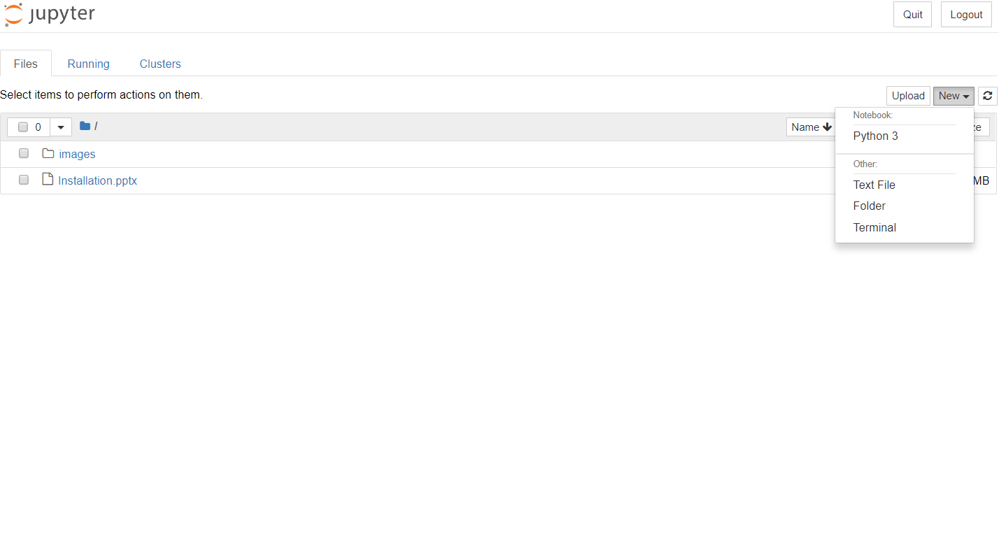 jupyter Quit Logout
Files Running Clusters
Select items to perform actions on them. Upload New
Notebook:
0 / Name
Python 3
images
Other:
Installation.pptx MB
Text File
Folder
Terminal